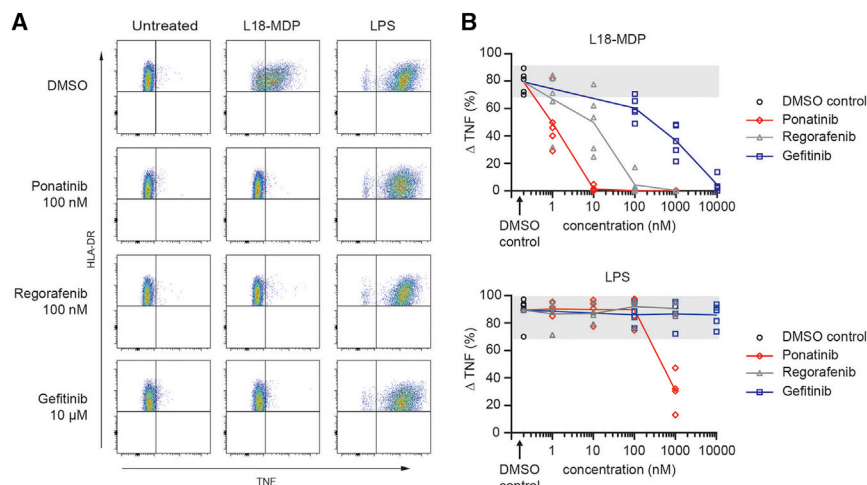 A
Untreated
L18-MDP
LPS
DMSO
Ponatinib
100 nM
Regorafenib
100 nM
Gefitinib
10 µM
HLA-DR
TNF
B
L18-MDP
Δ TNF (%)
100
80
60
40
20
0
1
10
100
1000
10000
DMSO
control
concentration (nM)
DMSO control
Ponatinib
Regorafenib
Gefitinib
LPS
Δ TNF (%)
100
80
60
40
20
0
1
10
100
1000
10000
DMSO
control
concentration (nM)
DMSO control
Ponatinib
Regorafenib
Gefitinib